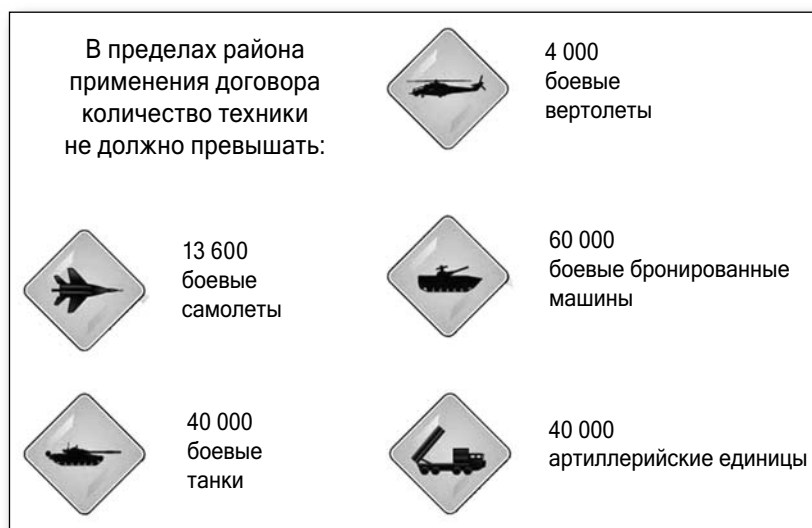 В пределах района
применения договора
количество техники
не должно превышать:
4 000
боевые
вертолеты
13 600
боевые
самолеты
60 000
боевые бронированные
машины
40 000
боевые
танки
40 000
артиллерийские единицы